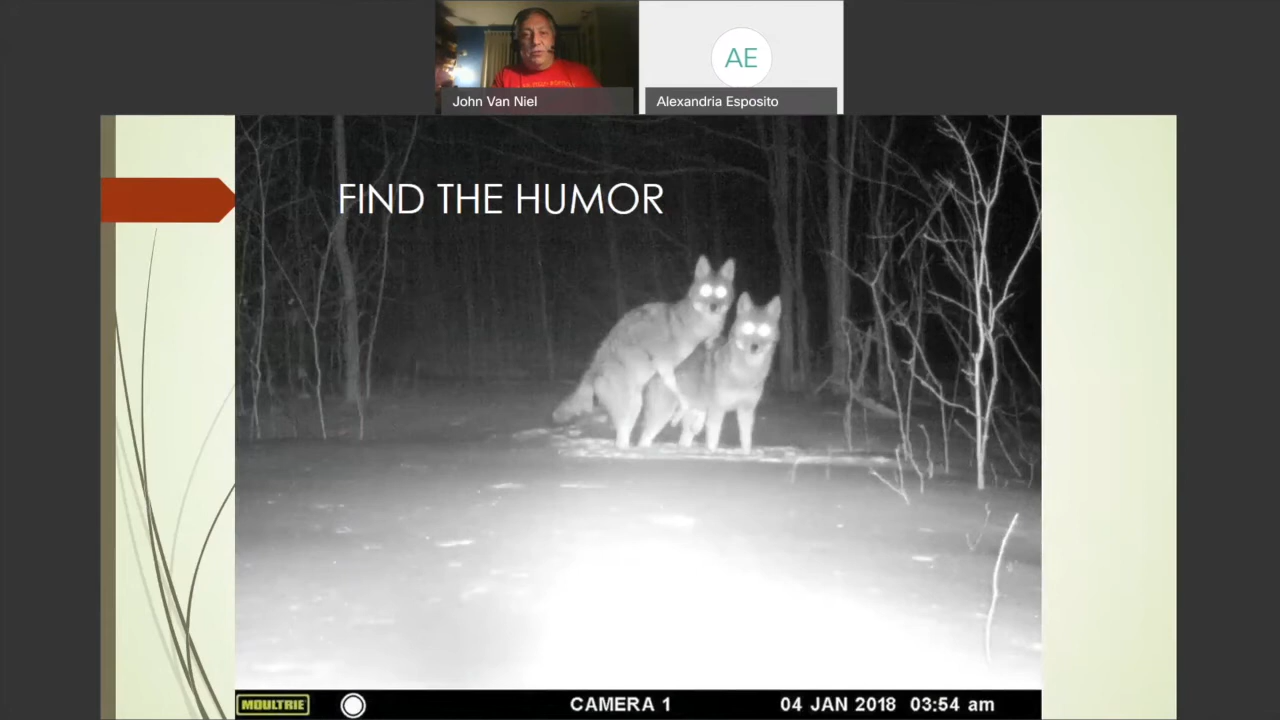 AE
John Van Niel
Alexandria Esposito
FIND THE HUMOR
MOULTRIE
CAMERA 1
04 JAN 2018 03:54 am